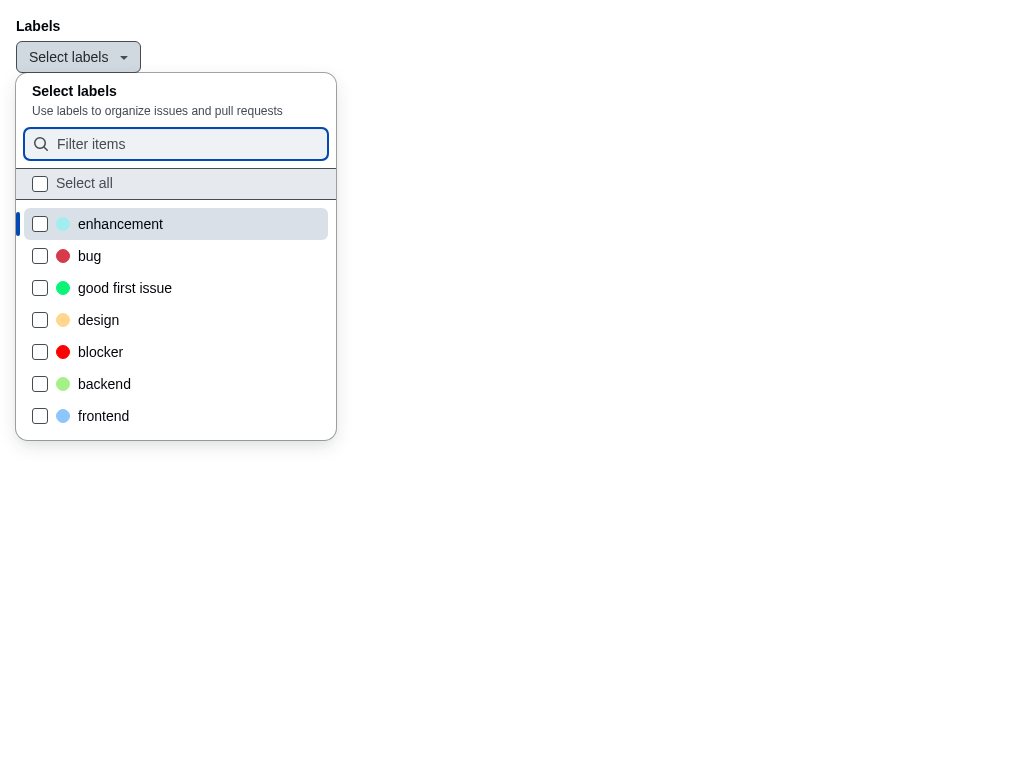 Labels
Select labels
Select labels
Use labels to organize issues and pull requests
Filter items
Select all
enhancement
bug
good first issue
design
blocker
backend
frontend